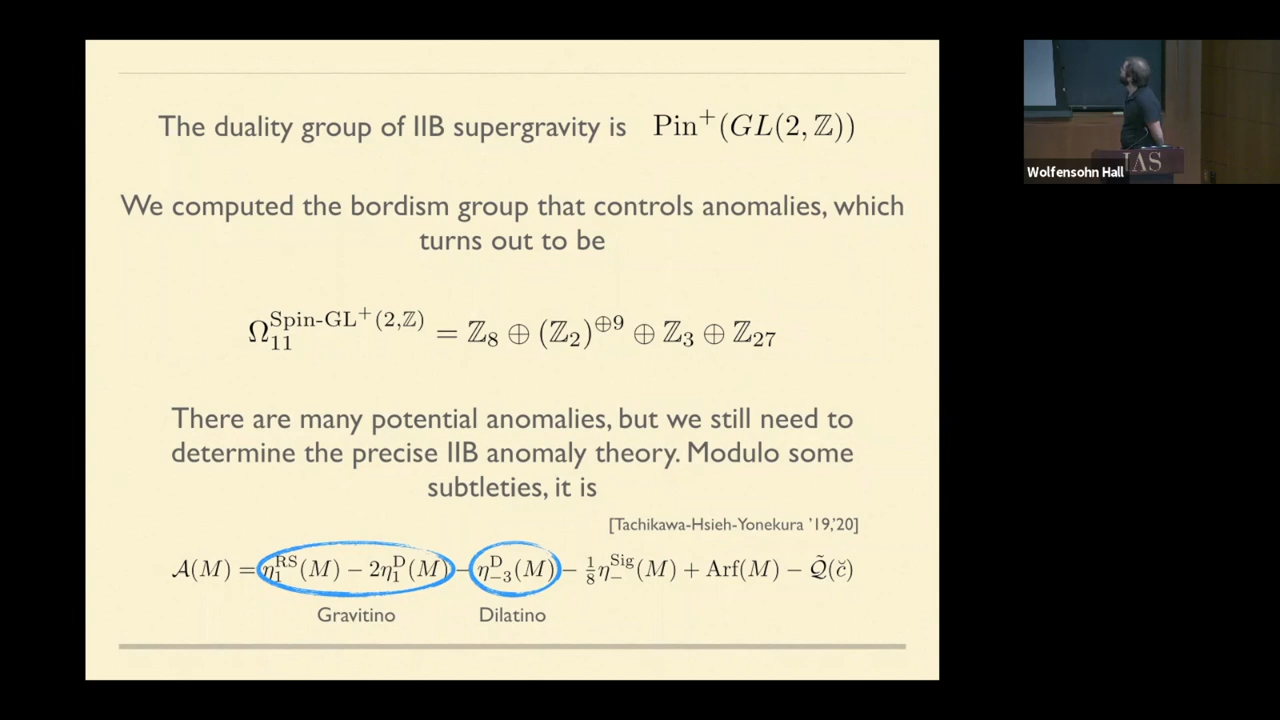 The duality group of IIB supergravity is Pin⁺(GL(2,ℤ))
We computed the bordism group that controls anomalies, which
turns out to be
Ω₁₁^{Spin-GL⁺(2,ℤ)} = ℤ₈ ⊕ (ℤ₂)^{⊕9} ⊕ ℤ₃ ⊕ ℤ₂₇
There are many potential anomalies, but we still need to
determine the precise IIB anomaly theory. Modulo some
subtleties, it is
[Tachikawa-Hsieh-Yonekura '19,'20]
𝒜(M) = η₁^{RS}(M) − 2η₁^{D}(M) − η₋₃^{D}(M) − ⅛η₋^{Sig}(M) + Arf(M) − 𝒬̃(c̆)
Gravitino Dilatino
Wolfensohn Hall
IAS